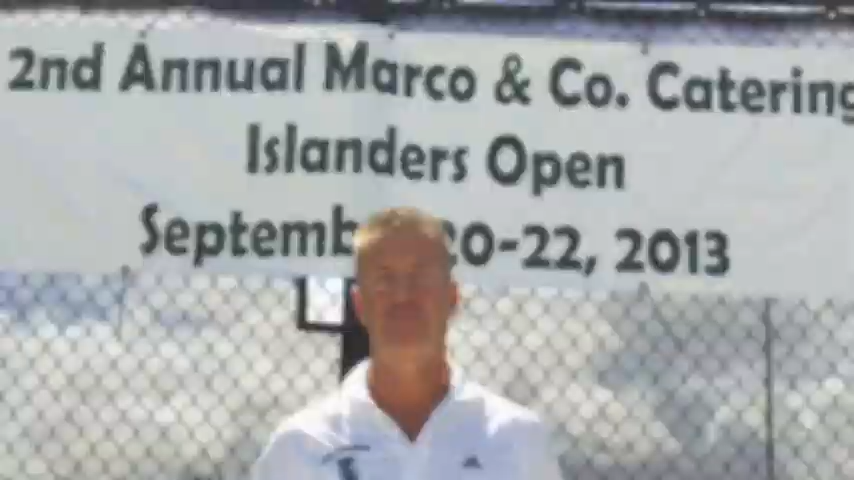 2nd Annual Marco & Co. Catering
Islanders Open
Septemb 20-22, 2013